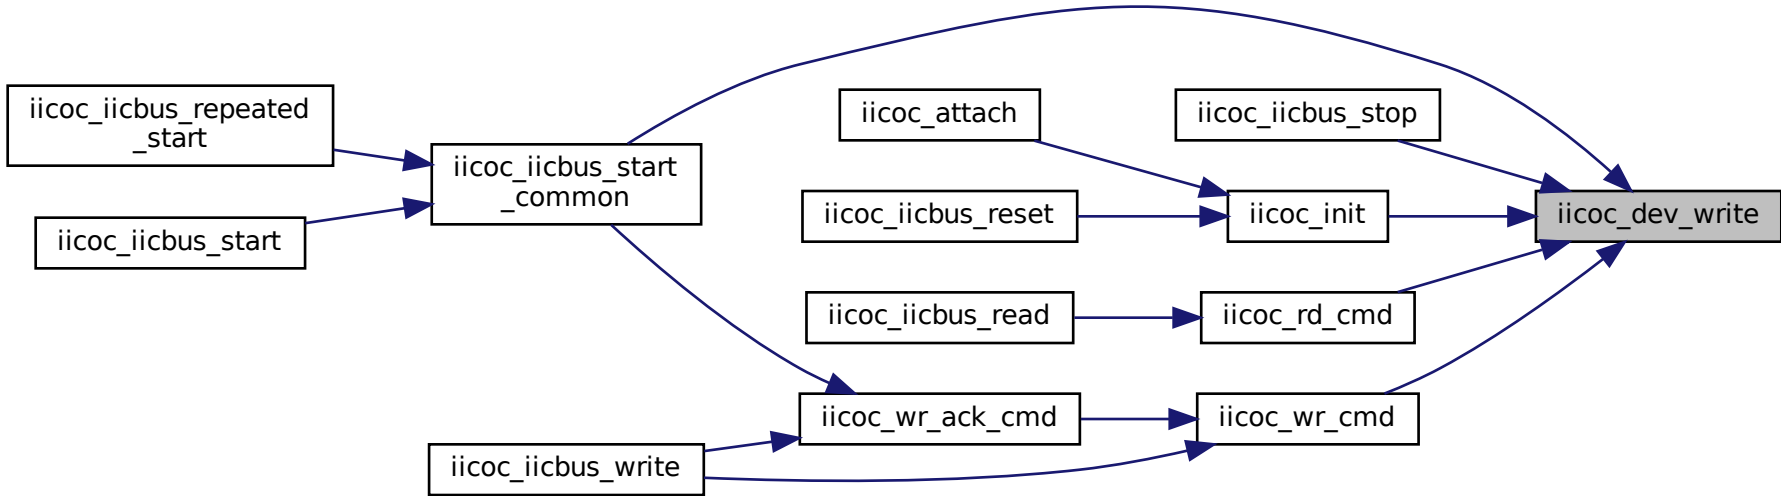 iicoc_iicbus_repeated
_start
iicoc_iicbus_start
iicoc_iicbus_start
_common
iicoc_iicbus_write
iicoc_attach
iicoc_iicbus_reset
iicoc_iicbus_read
iicoc_wr_ack_cmd
iicoc_iicbus_stop
iicoc_init
iicoc_rd_cmd
iicoc_wr_cmd
iicoc_dev_write